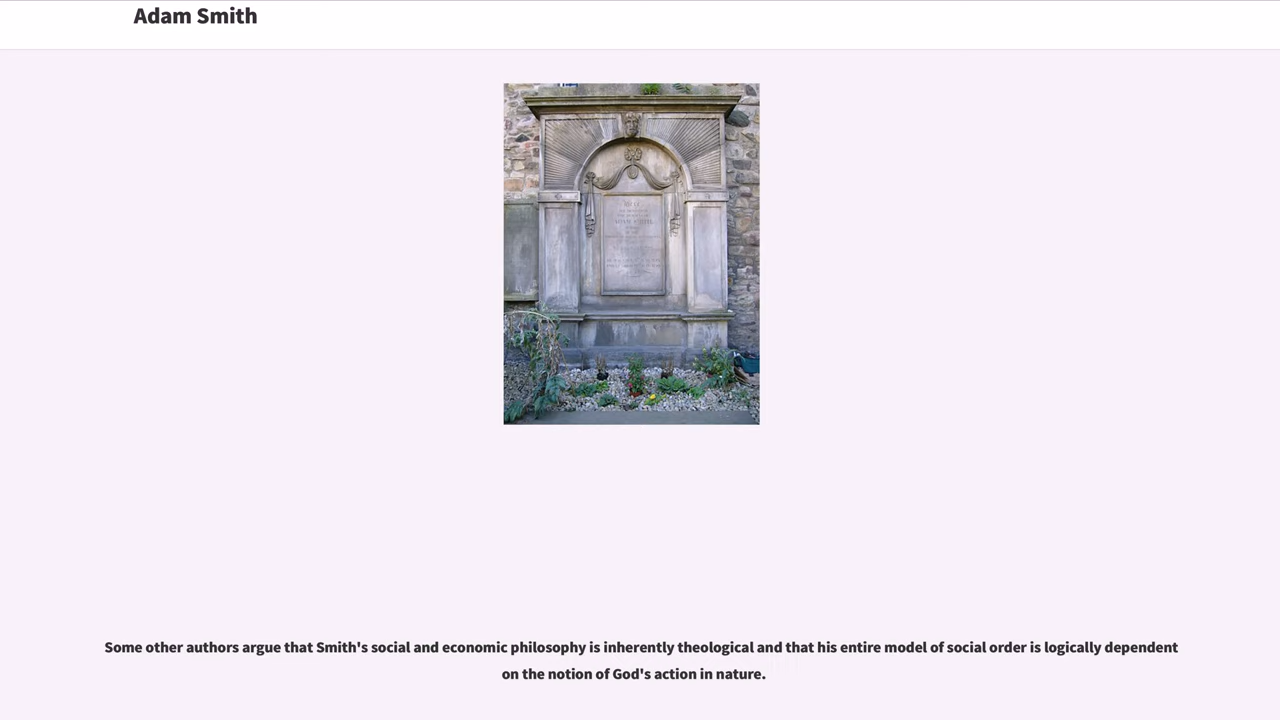 Adam Smith
Some other authors argue that Smith's social and economic philosophy is inherently theological and that his entire model of social order is logically dependent
on the notion of God's action in nature.